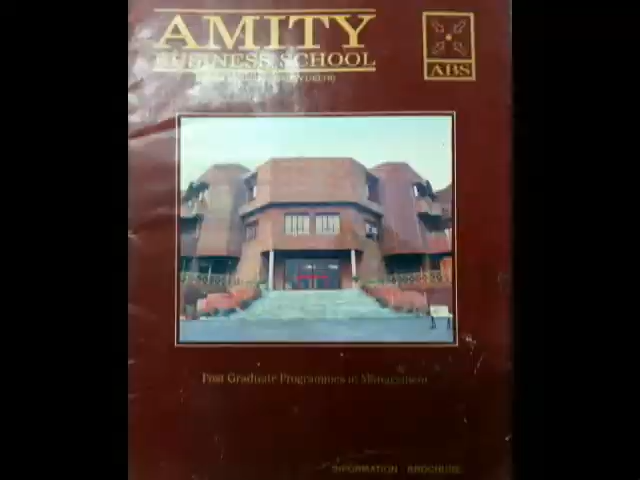 AMITY
BUSINESS SCHOOL
ABS
Post Graduate Programmes in Management
INFORMATION BROCHURE